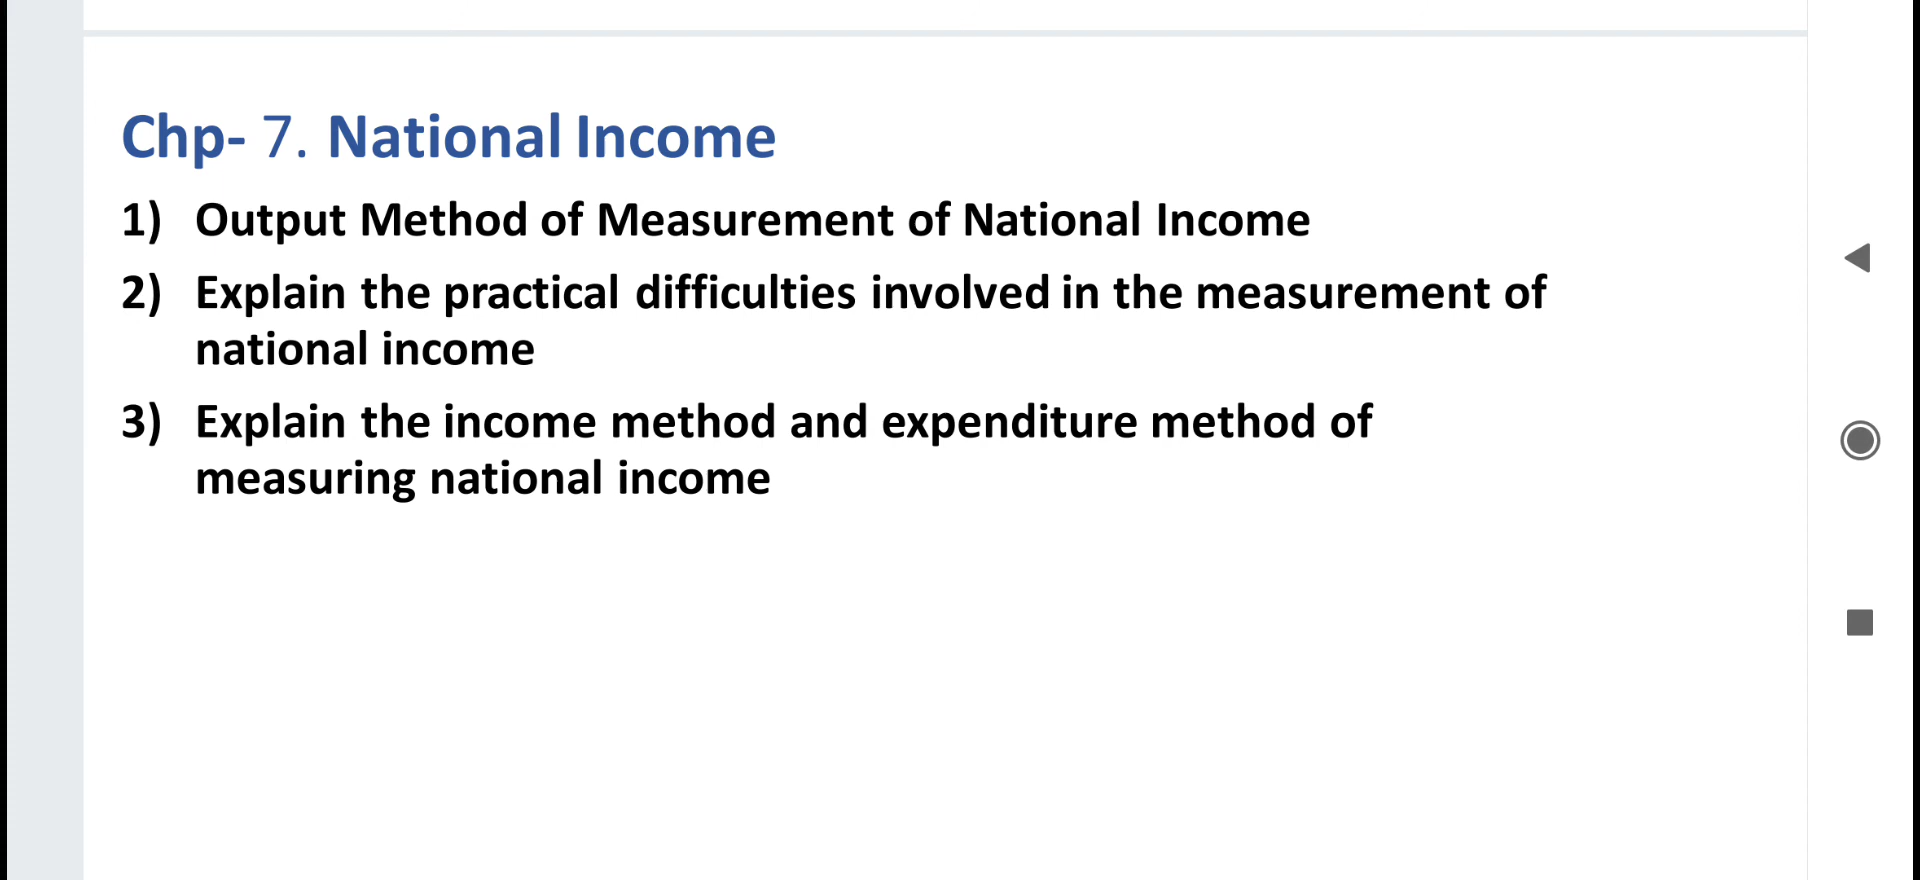 Chp- 7. National Income
1) Output Method of Measurement of National Income
2) Explain the practical difficulties involved in the measurement of
national income
3) Explain the income method and expenditure method of
measuring national income